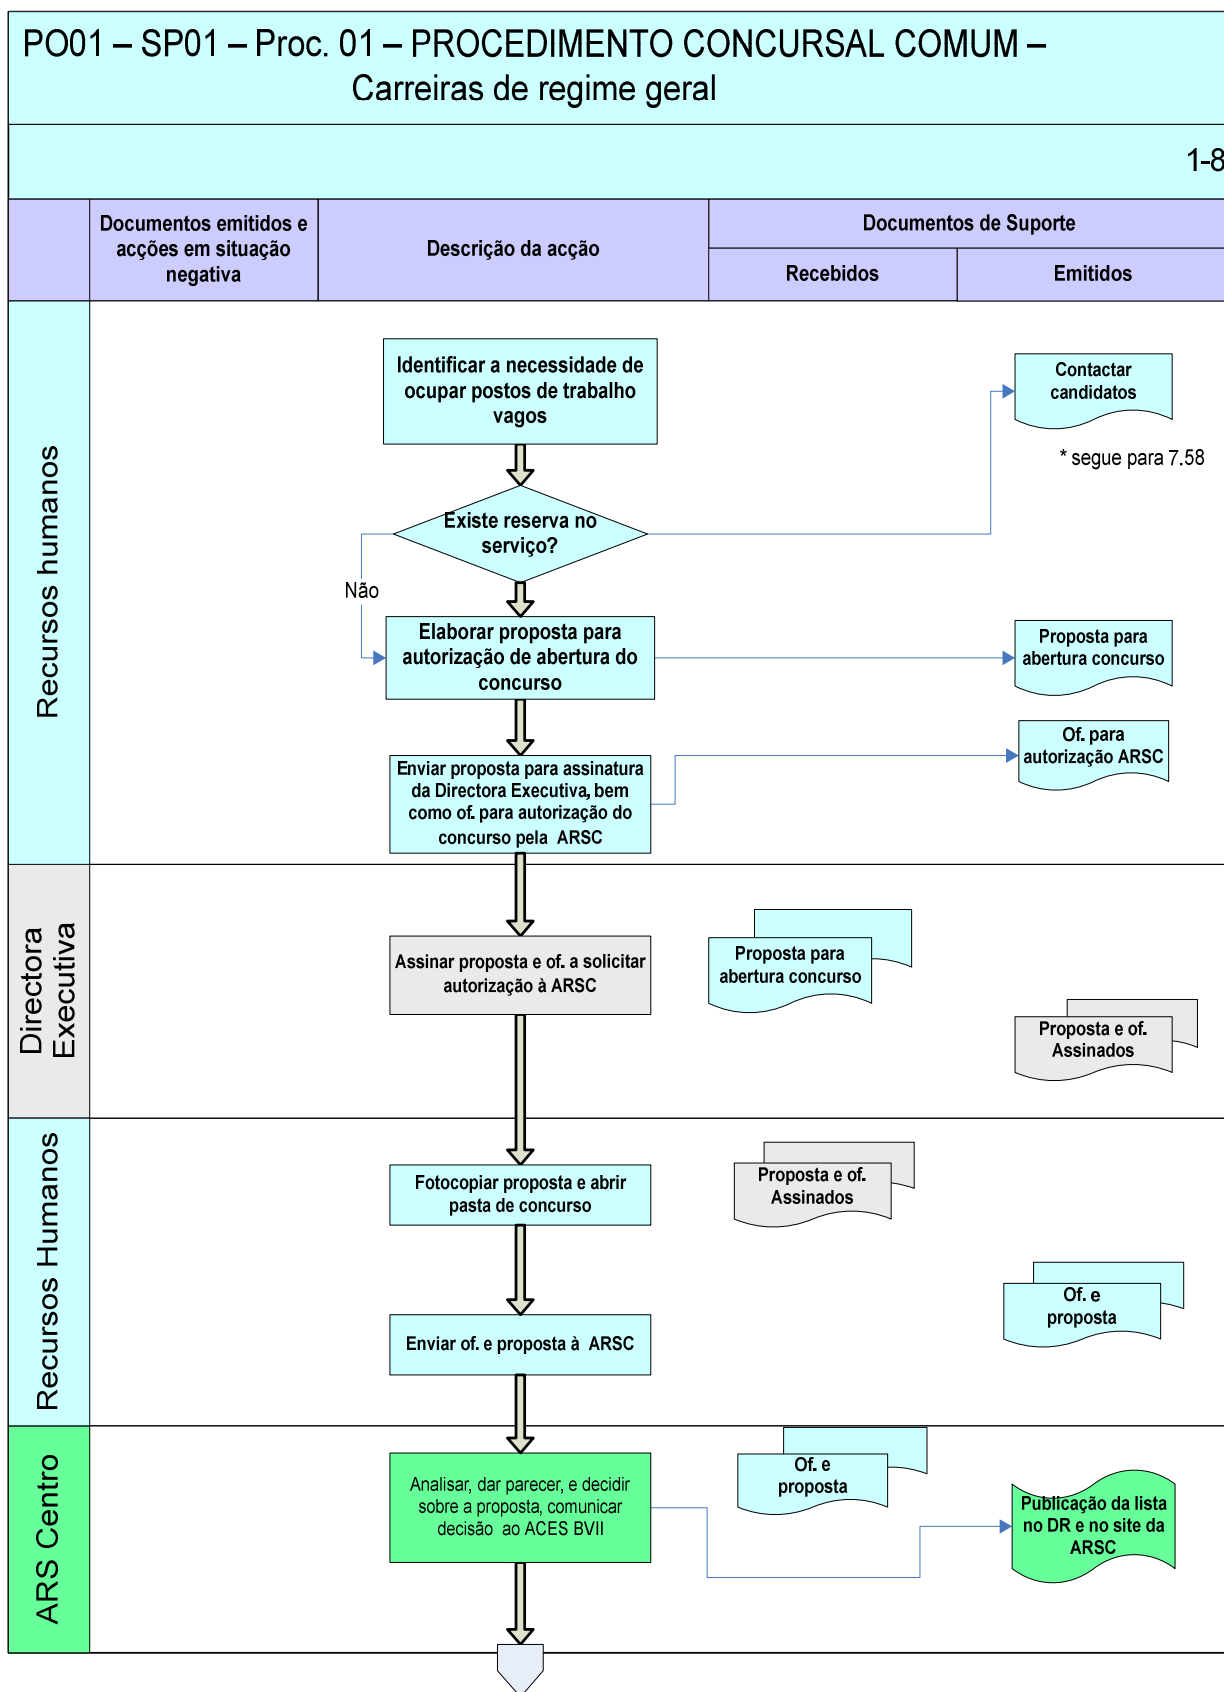 PO01 – SP01 – Proc. 01 – PROCEDIMENTO CONCURSAL COMUM –
Carreiras de regime geral
1-8
Documentos emitidos e
acções em situação
negativa
Descrição da acção
Documentos de Suporte
Recebidos
Emitidos
Recursos humanos
Identificar a necessidade de
ocupar postos de trabalho
vagos
Contactar
candidatos
* segue para 7.58
Existe reserva no
serviço?
Não
Elaborar proposta para
autorização de abertura do
concurso
Proposta para
abertura concurso
Enviar proposta para assinatura
da Directora Executiva, bem
como of. para autorização do
concurso pela ARSC
Of. para
autorização ARSC
Directora
Executiva
Assinar proposta e of. a solicitar
autorização à ARSC
Proposta para
abertura concurso
Proposta e of.
Assinados
Recursos Humanos
Fotocopiar proposta e abrir
pasta de concurso
Proposta e of.
Assinados
Enviar of. e proposta à ARSC
Of. e
proposta
ARS Centro
Analisar, dar parecer, e decidir
sobre a proposta, comunicar
decisão ao ACES BVII
Of. e
proposta
Publicação da lista
no DR e no site da
ARSC